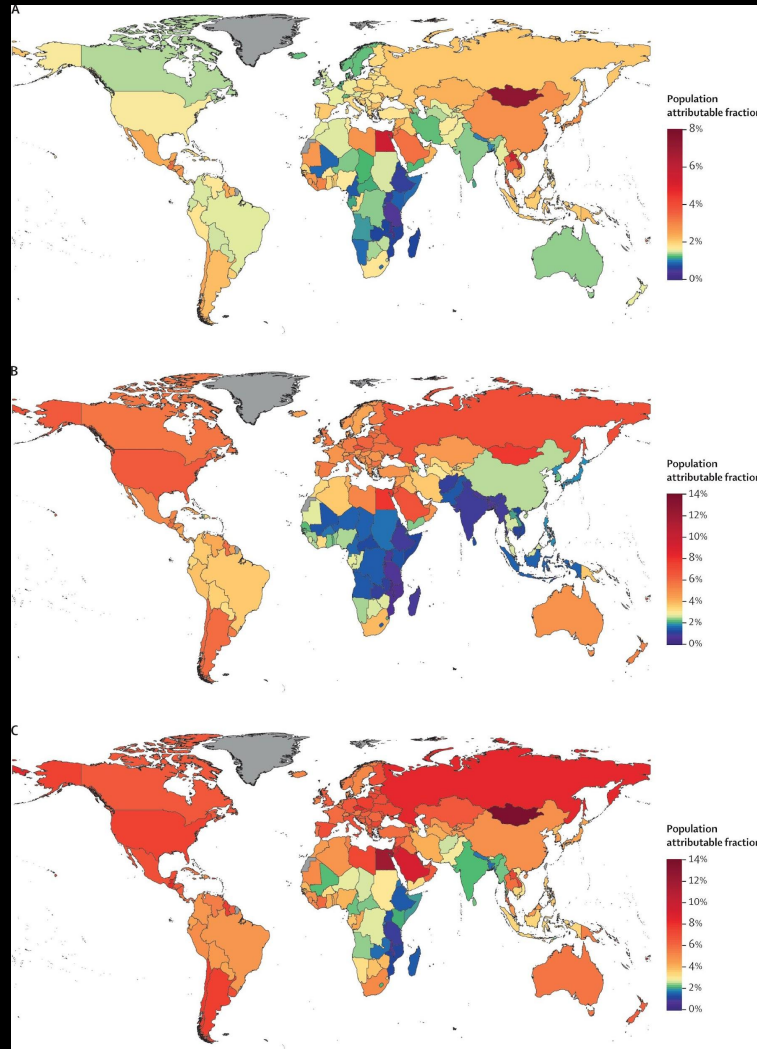 A
Population
attributable fraction
8%
6%
4%
2%
0%
B
Population
attributable fraction
14%
12%
10%
8%
6%
4%
2%
0%
C
Population
attributable fraction
14%
12%
10%
8%
6%
4%
2%
0%